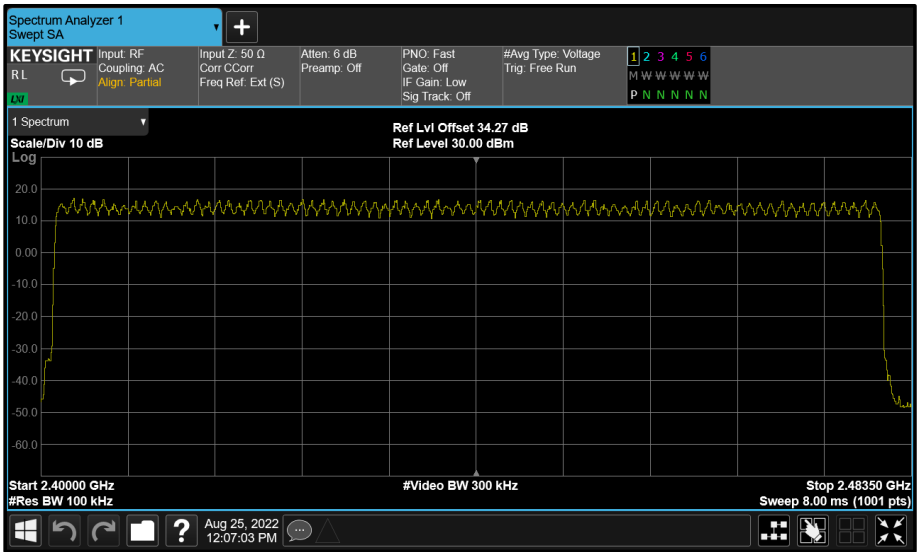 Spectrum Analyzer 1
Swept SA
+
KEYSIGHT
RL
LXI
Input: RF
Coupling: AC
Align: Partial
Input Z: 50 Ω
Corr CCorr
Freq Ref: Ext (S)
Atten: 6 dB
Preamp: Off
PNO: Fast
Gate: Off
IF Gain: Low
Sig Track: Off
#Avg Type: Voltage
Trig: Free Run
1 2 3 4 5 6
M W W W W W
P N N N N N
1 Spectrum
Scale/Div 10 dB
Ref Lvl Offset 34.27 dB
Ref Level 30.00 dBm
Log
20.0
10.0
0.00
-10.0
-20.0
-30.0
-40.0
-50.0
-60.0
Start 2.40000 GHz
#Res BW 100 kHz
#Video BW 300 kHz
Stop 2.48350 GHz
Sweep 8.00 ms (1001 pts)
?
Aug 25, 2022
12:07:03 PM